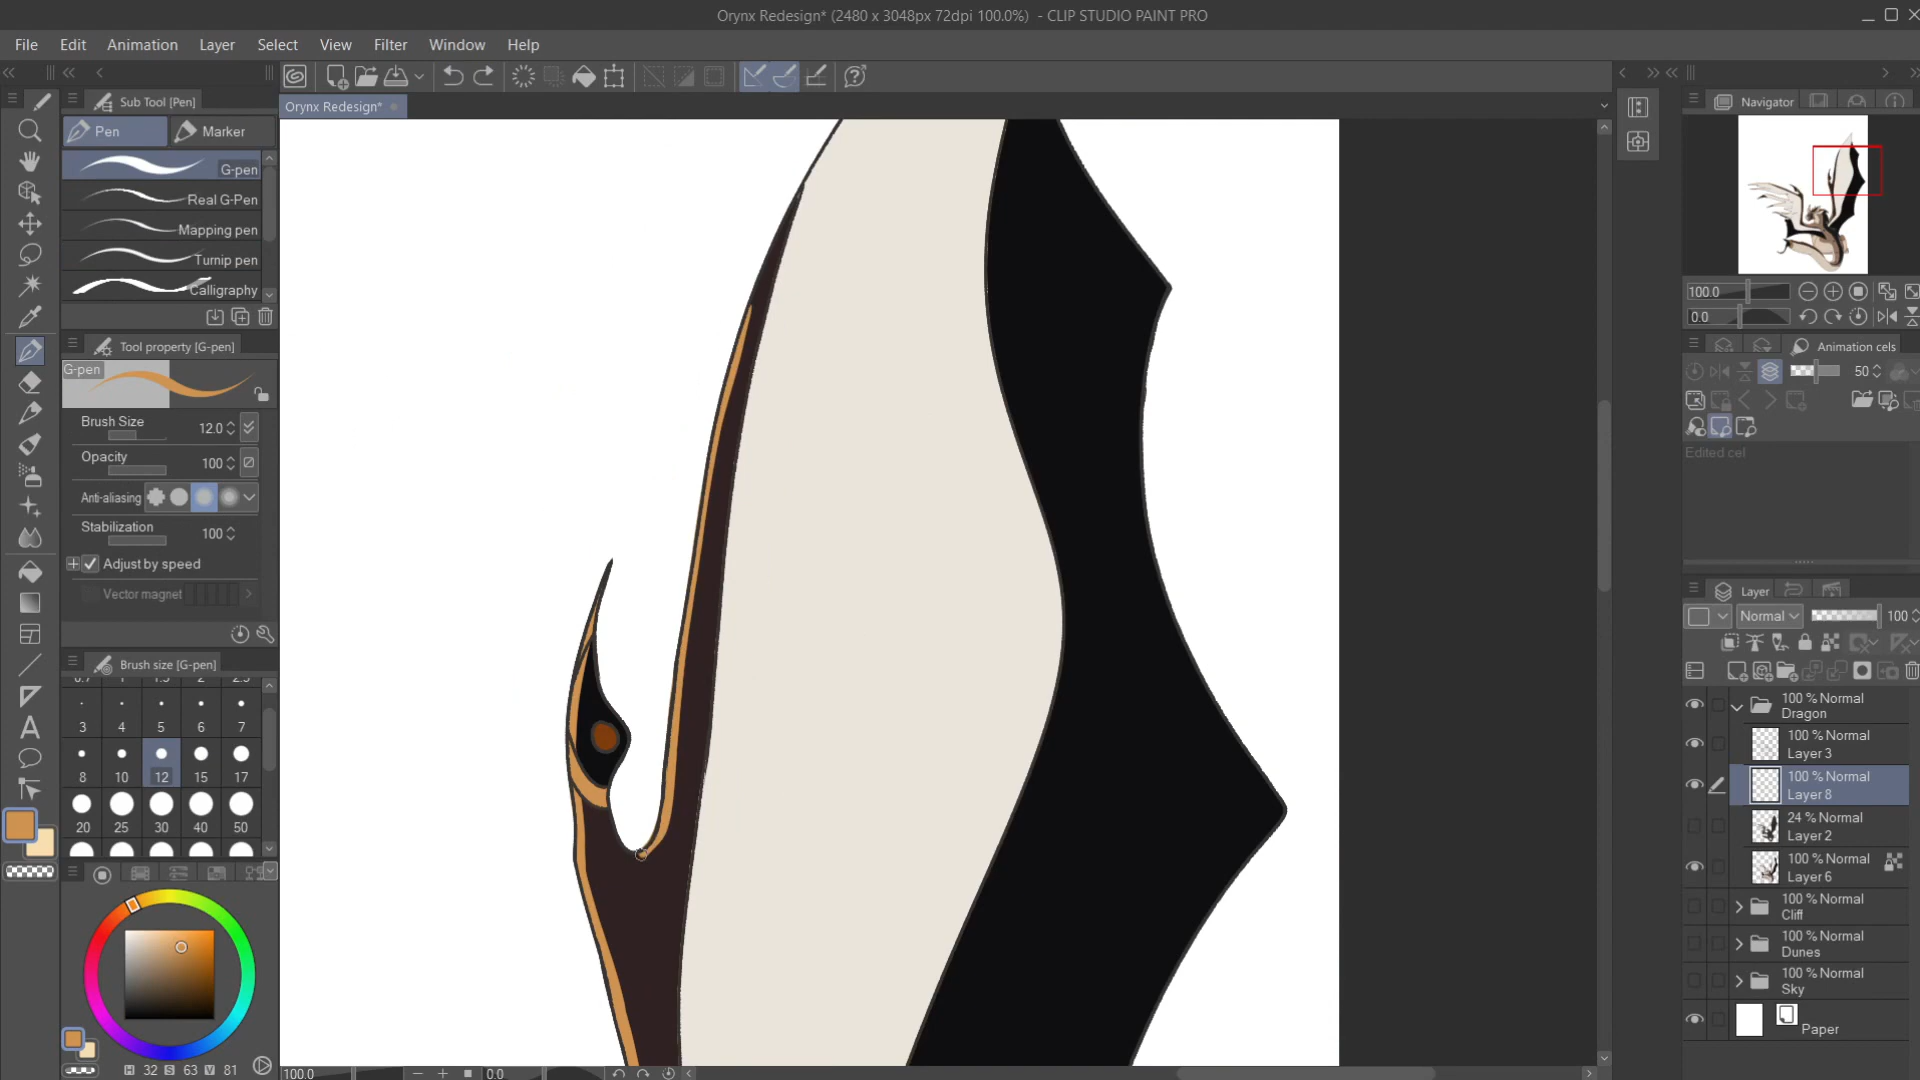 Orynx Redesign* (2480 x 3048px 72dpi 100.0%) - CLIP STUDIO PAINT PRO
File Edit Animation Layer Select View Filter Window Help
Sub Tool [Pen]
Orynx Redesign*
Navigator
Pen Marker
G-pen
Real G-Pen
Mapping pen
Turnip pen
Calligraphy
100.0
0.0
Tool property [G-pen]
G-pen
Brush Size 12.0
Opacity 100
Anti-aliasing
Stabilization 100
Adjust by speed
Vector magnet
Animation cels
50
Edited cel
Brush size [G-pen]
3 4 5 6 7
8 10 12 15 17
20 25 30 40 50
H 32 S 63 V 81
100.0 0.0
Layer
Normal 100
100 % Normal
Dragon
100 % Normal
Layer 3
100 % Normal
Layer 8
24 % Normal
Layer 2
100 % Normal
Layer 6
100 % Normal
Cliff
100 % Normal
Dunes
100 % Normal
Sky
Paper